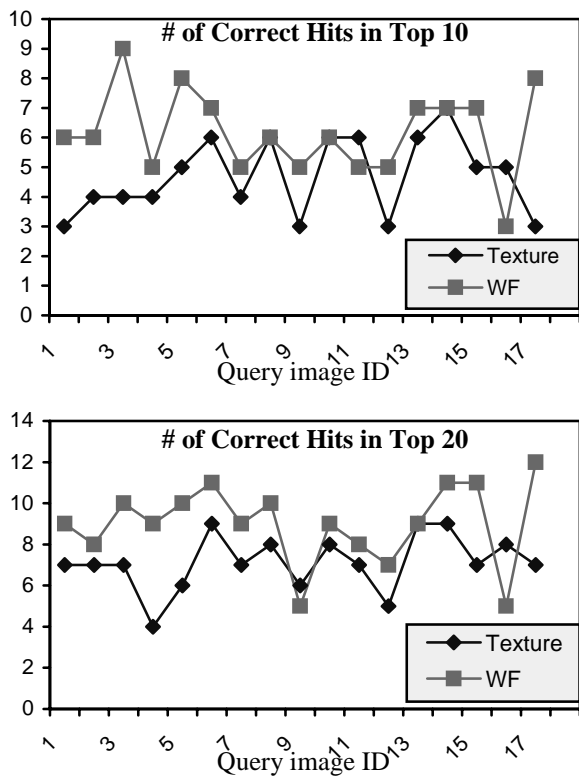 # of Correct Hits in Top 10
10
9
8
7
6
5
4
3
2
1
0
Texture
WF
1 3 5 7 9 11 13 15 17
Query image ID
# of Correct Hits in Top 20
14
12
10
8
6
4
2
0
Texture
WF
1 3 5 7 9 11 13 15 17
Query image ID